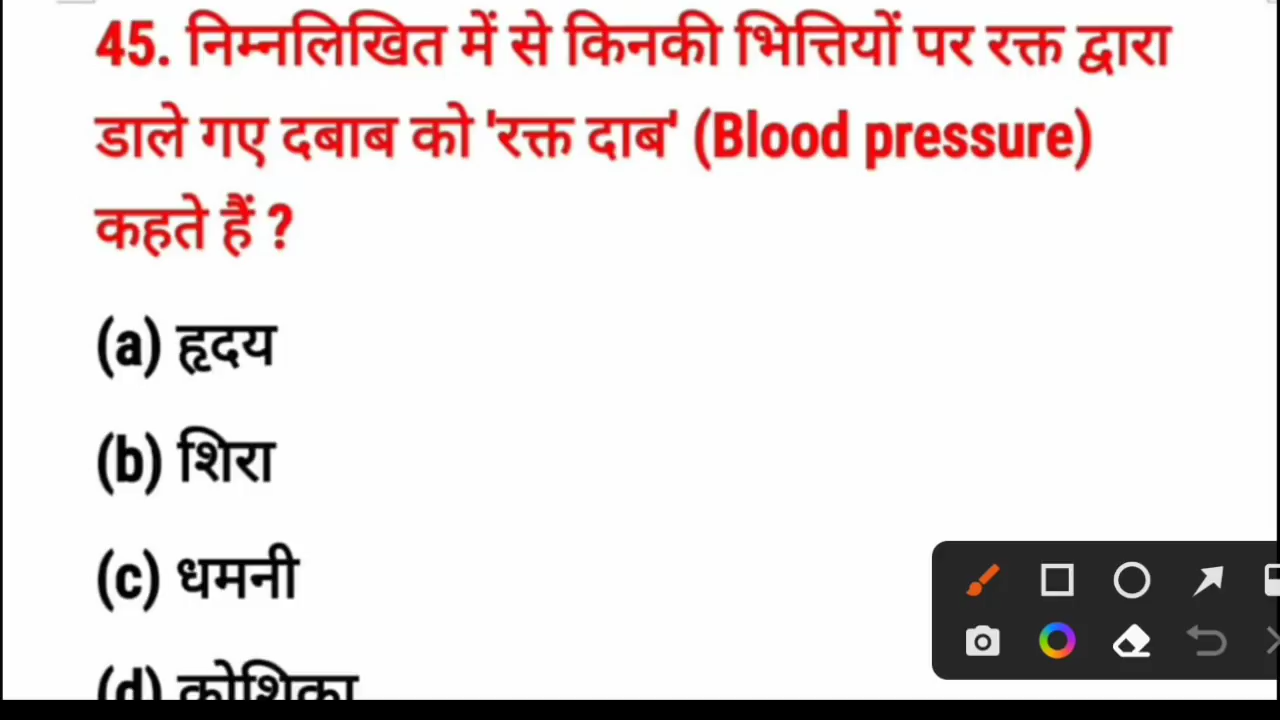 45. निम्नलिखित में से किनकी भित्तियों पर रक्त द्वारा
डाले गए दबाब को 'रक्त दाब' (Blood pressure)
कहते हैं ?
(a) हृदय
(b) शिरा
(c) धमनी
(d) कोशिका